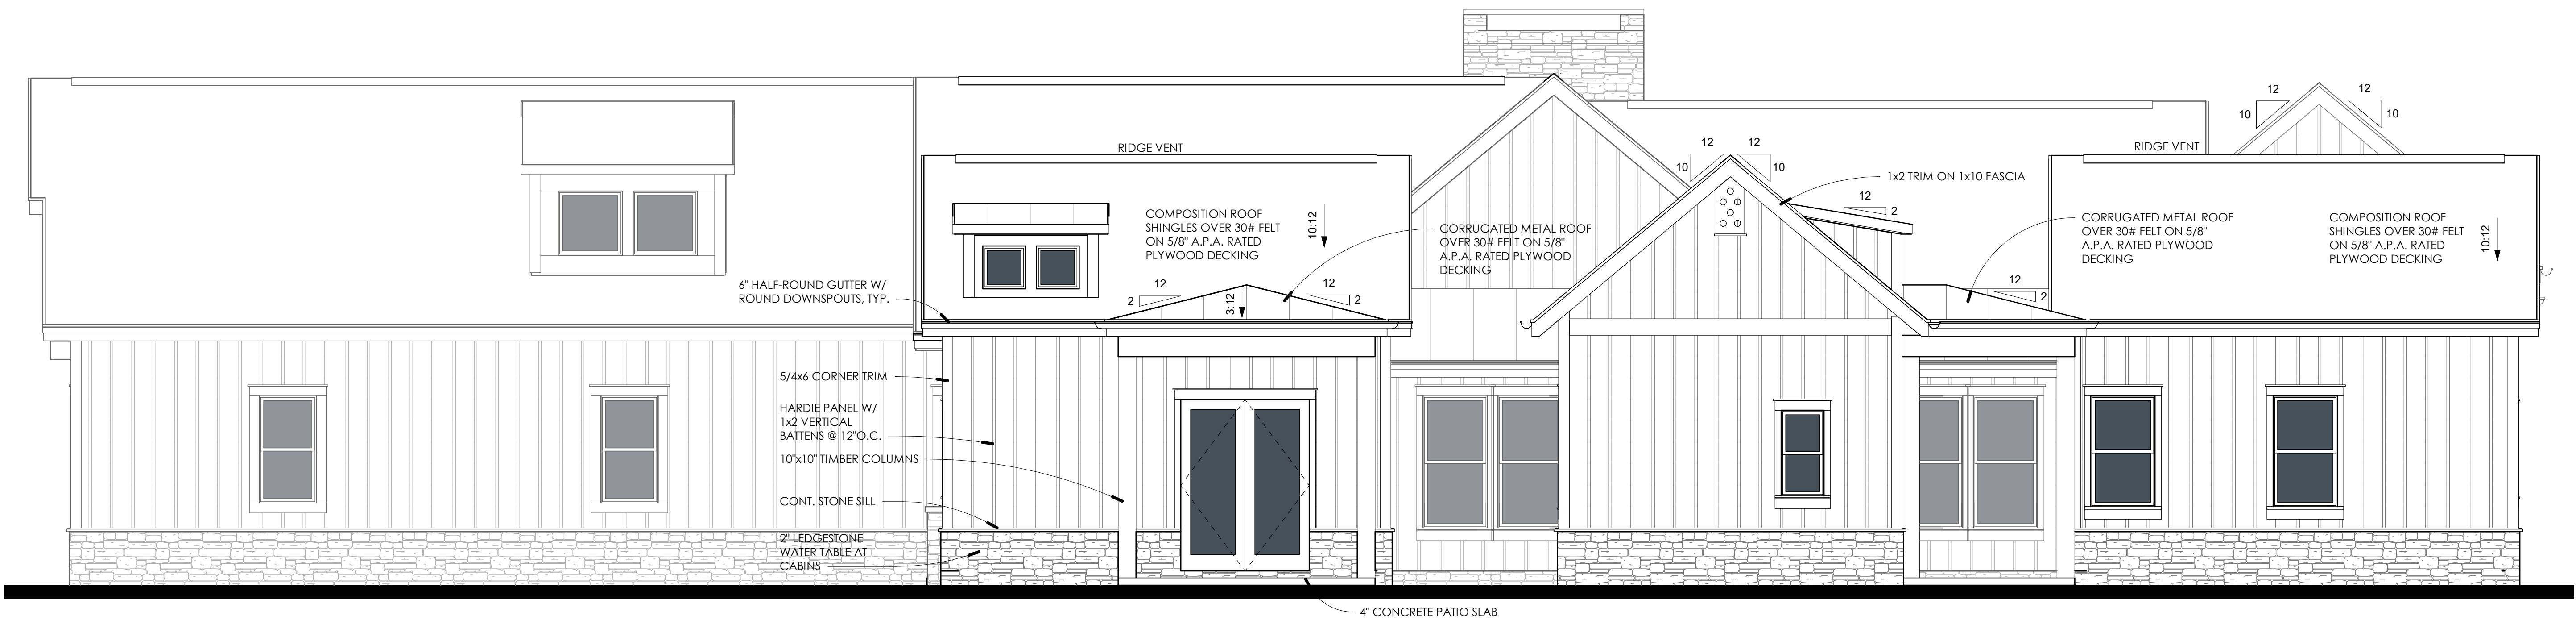 12
12
10
10
RIDGE VENT
12
12
10
10
RIDGE VENT
1x2 TRIM ON 1x10 FASCIA
12
2
COMPOSITION ROOF
SHINGLES OVER 30# FELT
ON 5/8" A.P.A. RATED
PLYWOOD DECKING
10:12
CORRUGATED METAL ROOF
OVER 30# FELT ON 5/8"
A.P.A. RATED PLYWOOD
DECKING
CORRUGATED METAL ROOF
OVER 30# FELT ON 5/8"
A.P.A. RATED PLYWOOD
DECKING
COMPOSITION ROOF
SHINGLES OVER 30# FELT
ON 5/8" A.P.A. RATED
PLYWOOD DECKING
10:12
6" HALF-ROUND GUTTER W/
ROUND DOWNSPOUTS, TYP.
12
2
3:12
12
2
12
2
5/4x6 CORNER TRIM
HARDIE PANEL W/
1x2 VERTICAL
BATTENS @ 12"O.C.
10"x10" TIMBER COLUMNS
CONT. STONE SILL
2" LEDGESTONE
WATER TABLE AT
CABINS
4" CONCRETE PATIO SLAB